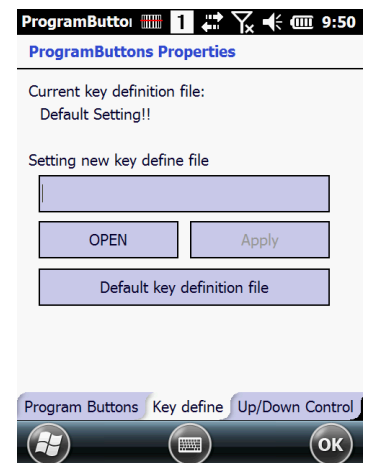 ProgramButto 1 9:50
ProgramButtons Properties
Current key definition file:
Default Setting!!
Setting new key define file
OPEN Apply
Default key definition file
Program Buttons Key define Up/Down Control
OK